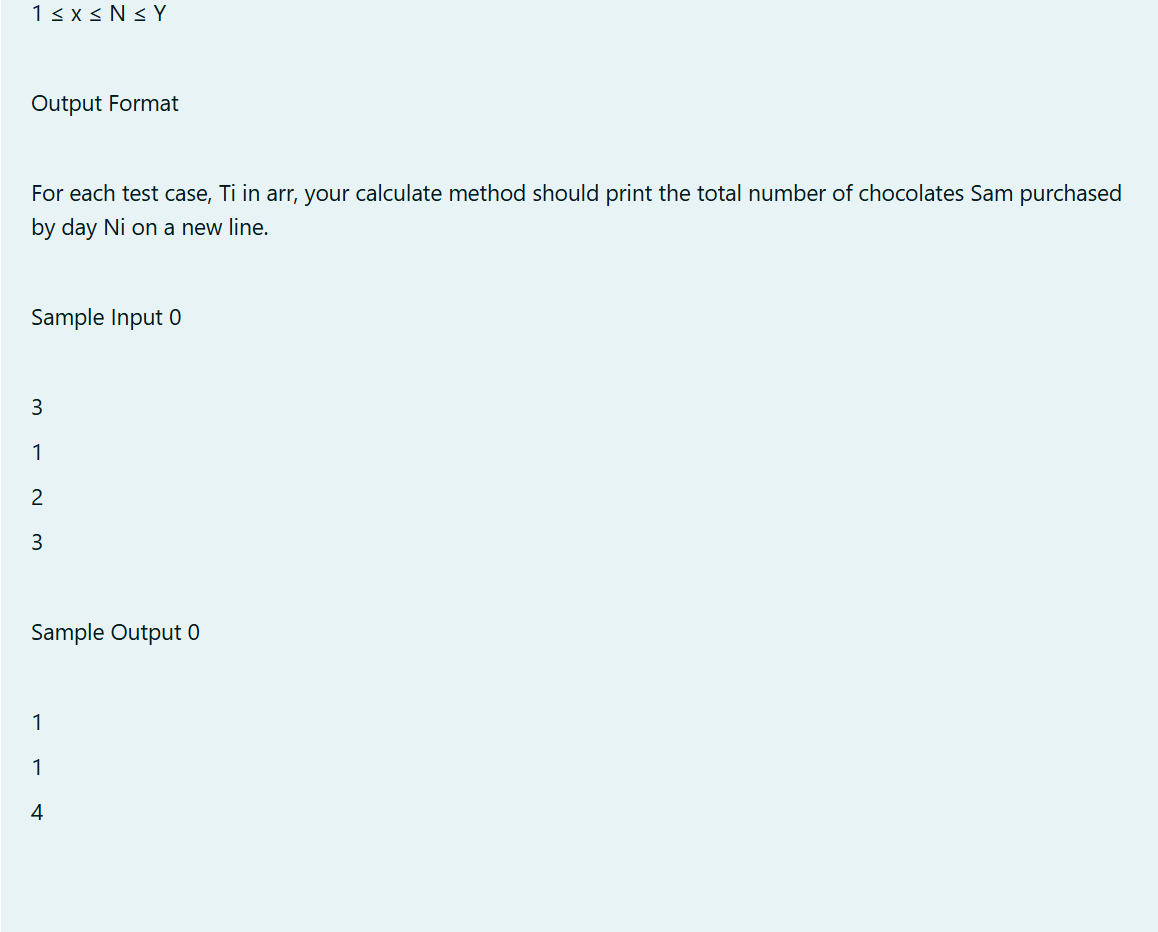 1 ≤ x ≤ N ≤ Y
Output Format
For each test case, Ti in arr, your calculate method should print the total number of chocolates Sam purchased
by day Ni on a new line.
Sample Input 0
3
1
2
3
Sample Output 0
1
1
4